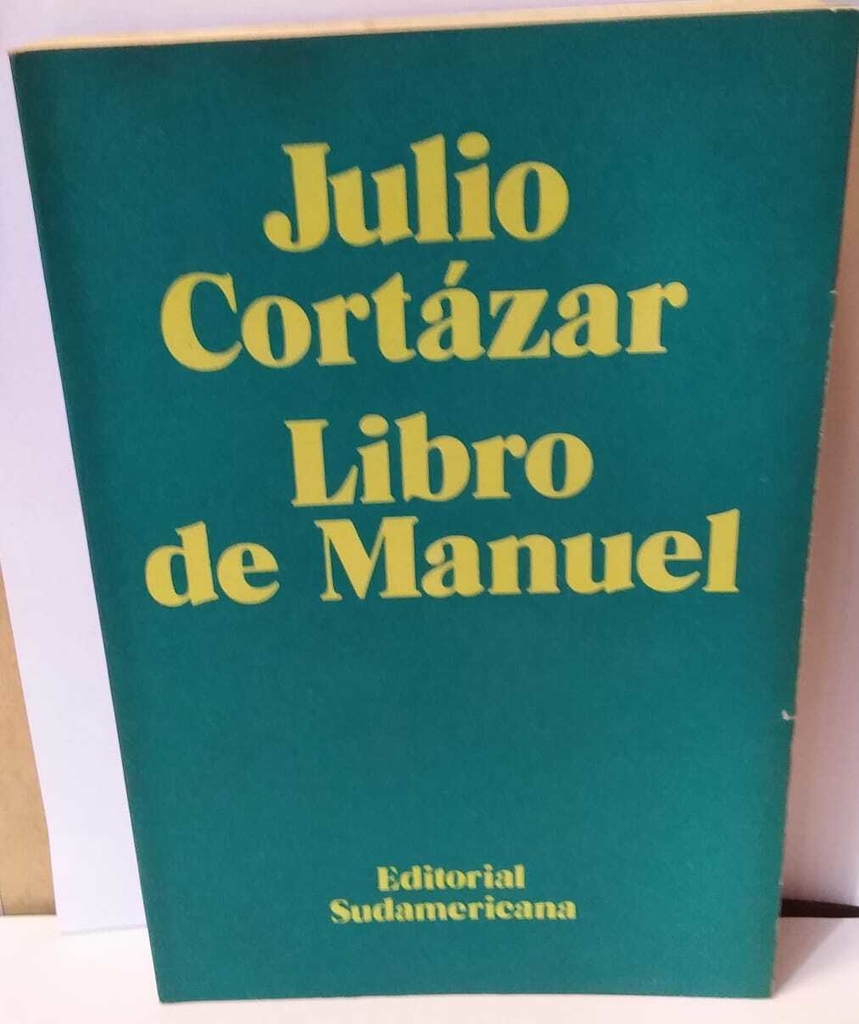 Julio
Cortázar
Libro
de Manuel
Editorial
Sudamericana